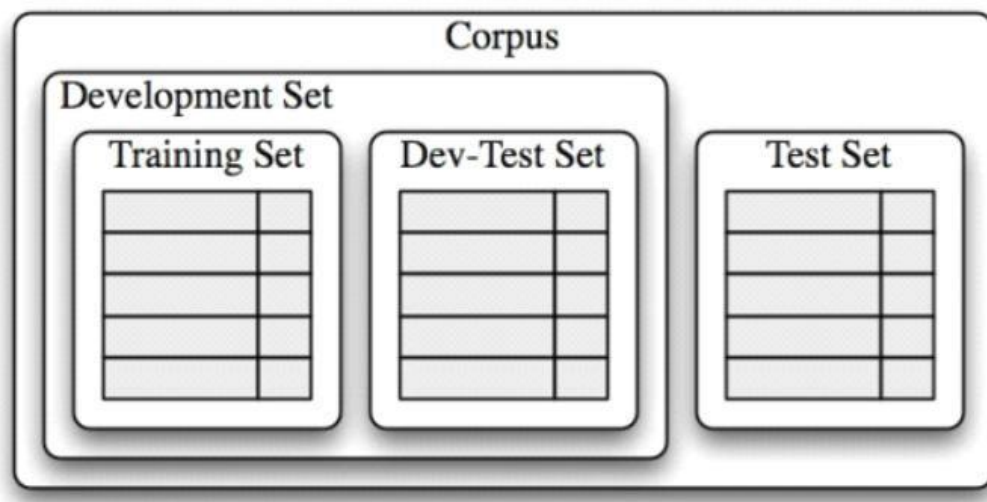 Corpus
Development Set
Training Set
Dev-Test Set
Test Set